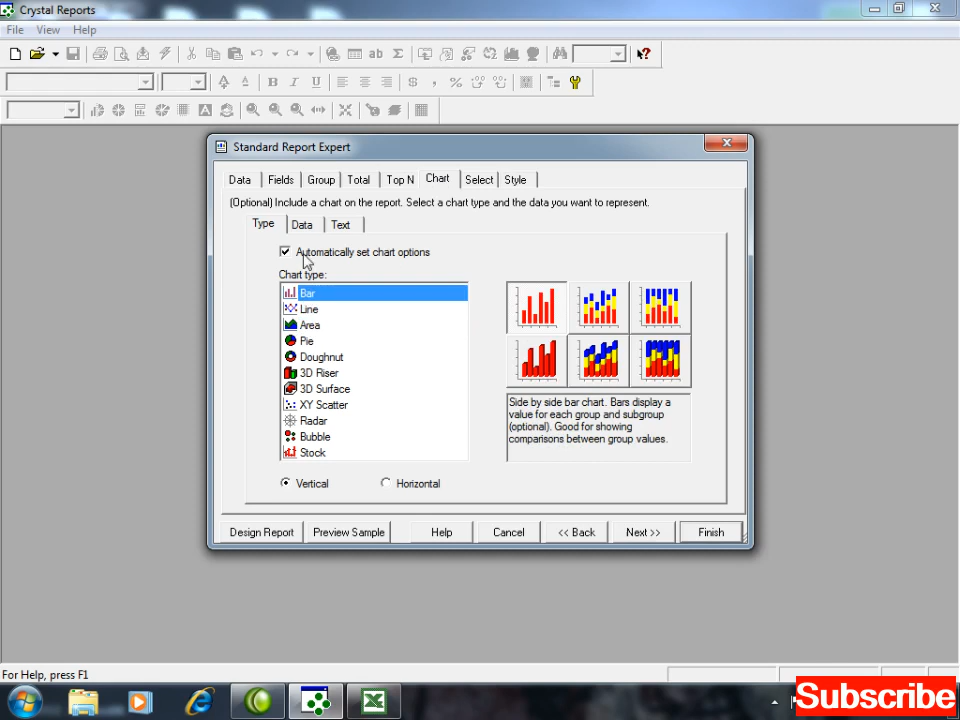 Crystal Reports
File View Help
Standard Report Expert
Data Fields Group Total Top N Chart Select Style
(Optional) Include a chart on the report. Select a chart type and the data you want to represent.
Type Data Text
Automatically set chart options
Chart type:
Bar
Line
Area
Pie
Doughnut
3D Riser
3D Surface
XY Scatter
Radar
Bubble
Stock
Side by side bar chart. Bars display a
value for each group and subgroup
(optional). Good for showing
comparisons between group values.
Vertical Horizontal
Design Report Preview Sample Help Cancel << Back Next >> Finish
For Help, press F1
Subscribe